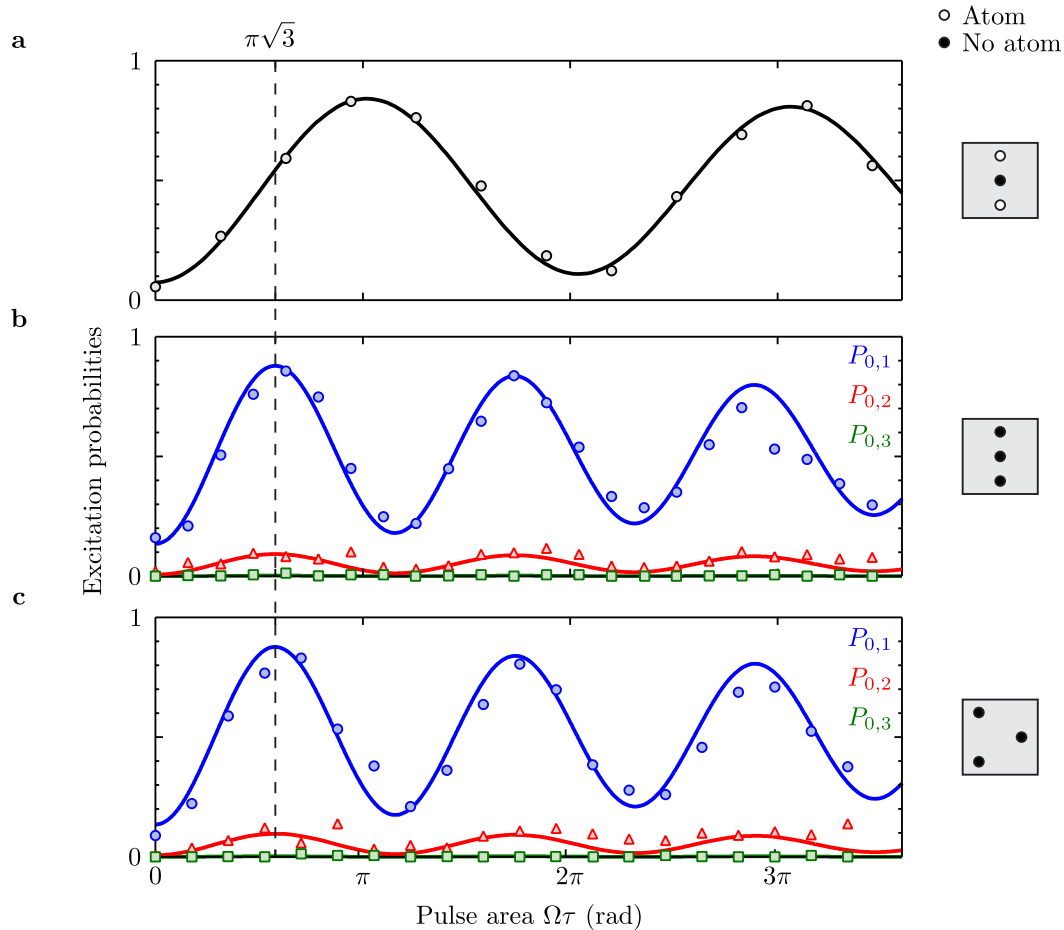 Atom
No atom
a
π√3
1
0
b
Excitation probabilities
1
P0,1
P0,2
P0,3
0
c
1
P0,1
P0,2
P0,3
0
0 π 2π 3π
Pulse area Ωτ (rad)